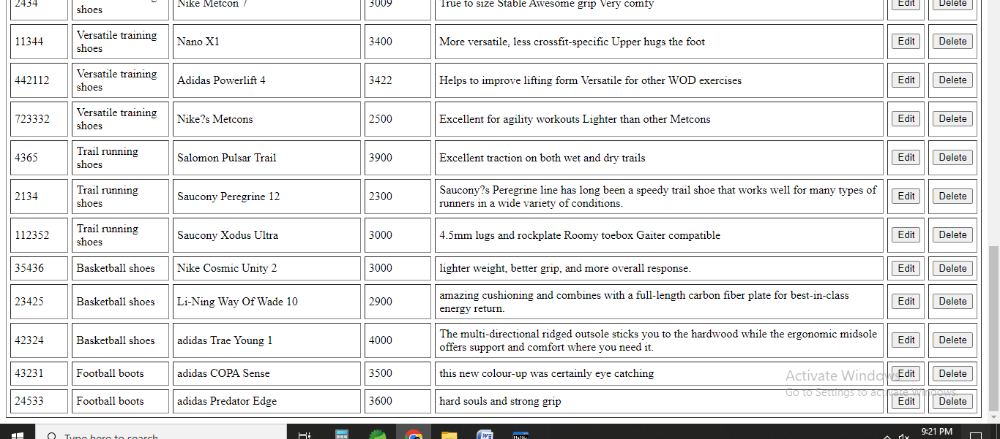 2434 shoes Nike Metcon 7 3009 True to size Stable Awesome grip Very comfy Edit Delete
11344 Versatile training shoes Nano X1 3400 More versatile, less crossfit-specific Upper hugs the foot Edit Delete
442112 Versatile training shoes Adidas Powerlift 4 3422 Helps to improve lifting form Versatile for other WOD exercises Edit Delete
723332 Versatile training shoes Nike?s Metcons 2500 Excellent for agility workouts Lighter than other Metcons Edit Delete
4365 Trail running shoes Salomon Pulsar Trail 3900 Excellent traction on both wet and dry trails Edit Delete
2134 Trail running shoes Saucony Peregrine 12 2300 Saucony?s Peregrine line has long been a speedy trail shoe that works well for many types of runners in a wide variety of conditions. Edit Delete
112352 Trail running shoes Saucony Xodus Ultra 3000 4.5mm lugs and rockplate Roomy toebox Gaiter compatible Edit Delete
35436 Basketball shoes Nike Cosmic Unity 2 3000 lighter weight, better grip, and more overall response. Edit Delete
23425 Basketball shoes Li-Ning Way Of Wade 10 2900 amazing cushioning and combines with a full-length carbon fiber plate for best-in-class energy return. Edit Delete
42324 Basketball shoes adidas Trae Young 1 4000 The multi-directional ridged outsole sticks you to the hardwood while the ergonomic midsole offers support and comfort where you need it. Edit Delete
43231 Football boots adidas COPA Sense 3500 this new colour-up was certainly eye catching Edit Delete
24533 Football boots adidas Predator Edge 3600 hard souls and strong grip Edit Delete
Activate Windows
Go to Settings to activate Windows.
Type here to search
9:21 PM